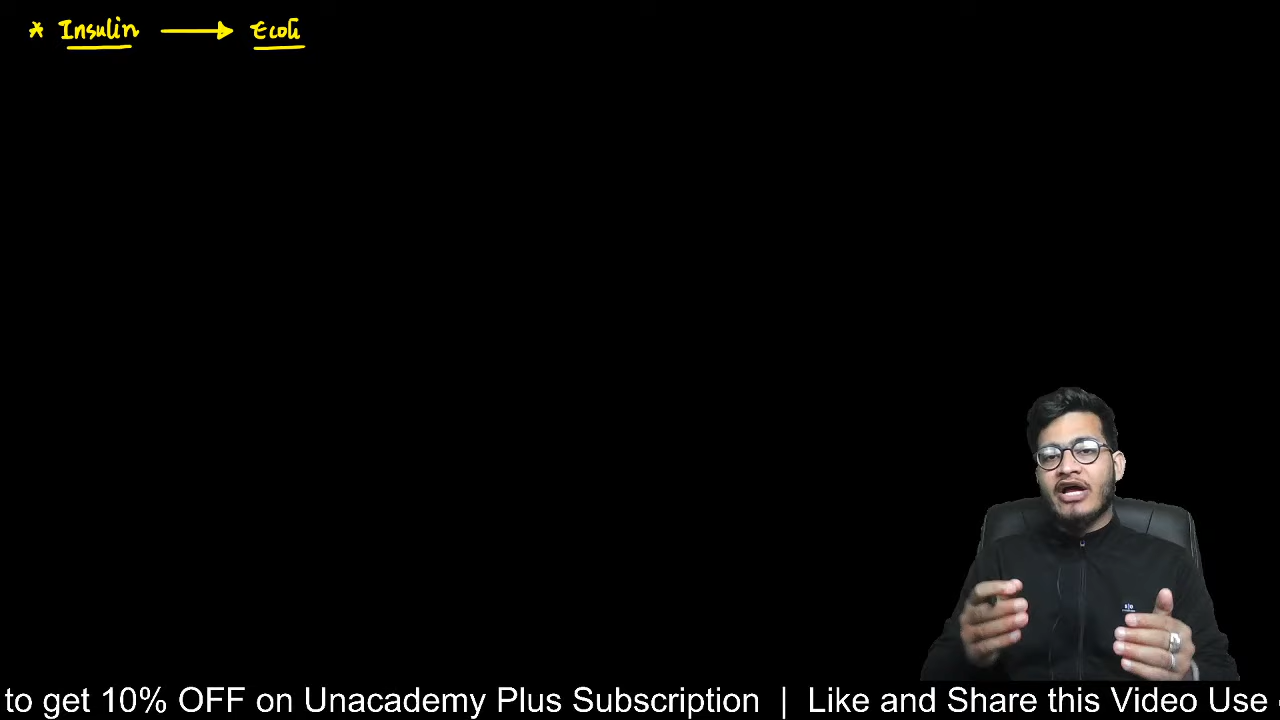 * Insulin → Ecoli
to get 10% OFF on Unacademy Plus Subscription | Like and Share this Video Use